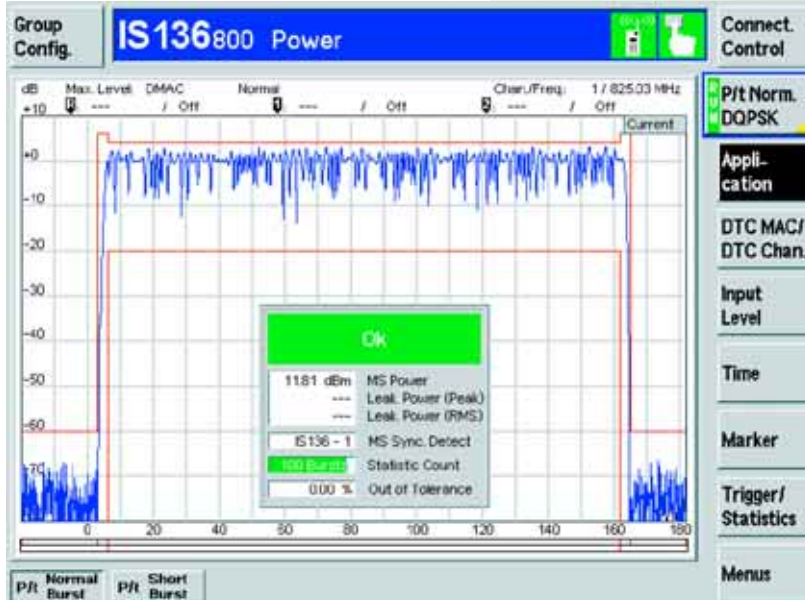 Group
Config.
IS136800 Power
Connect.
Control
dB Max. Level: DMAC Normal Chan./Freq.: 1 / 825.03 MHz
+10 --- / Off --- / Off --- / Off
Current
+0
-10
-20
-30
-40
-50
-60
-70
0 20 40 60 80 100 120 140 160 180
Ok
11.81 dBm MS Power
--- Leak. Power (Peak)
--- Leak. Power (RMS)
IS136 - 1 MS Sync. Detect
100 Bursts Statistic Count
0.00 % Out of Tolerance
RUN
P/t Norm.
DQPSK
Appli-
cation
DTC MAC/
DTC Chan.
Input
Level
Time
Marker
Trigger/
Statistics
Menus
P/t Normal
Burst
P/t Short
Burst